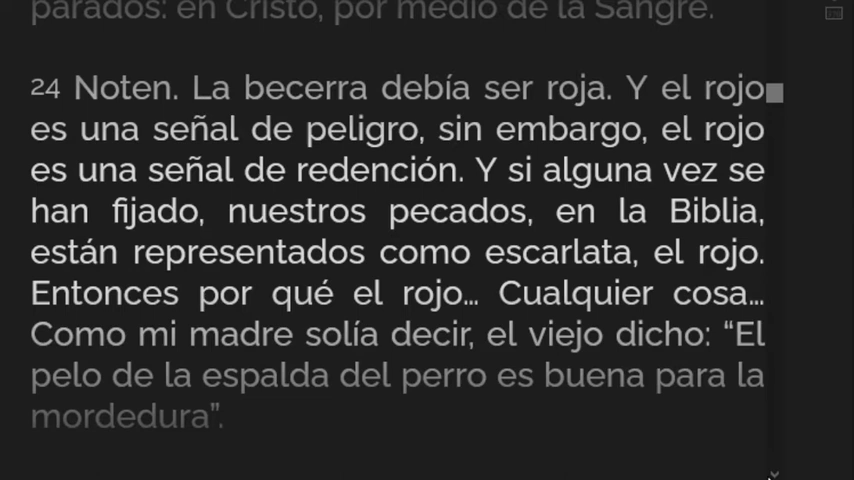 parados: en Cristo, por medio de la Sangre.
24 Noten. La becerra debía ser roja. Y el rojo
es una señal de peligro, sin embargo, el rojo
es una señal de redención. Y si alguna vez se
han fijado, nuestros pecados, en la Biblia,
están representados como escarlata, el rojo.
Entonces por qué el rojo… Cualquier cosa…
Como mi madre solía decir, el viejo dicho: “El
pelo de la espalda del perro es buena para la
mordedura”.